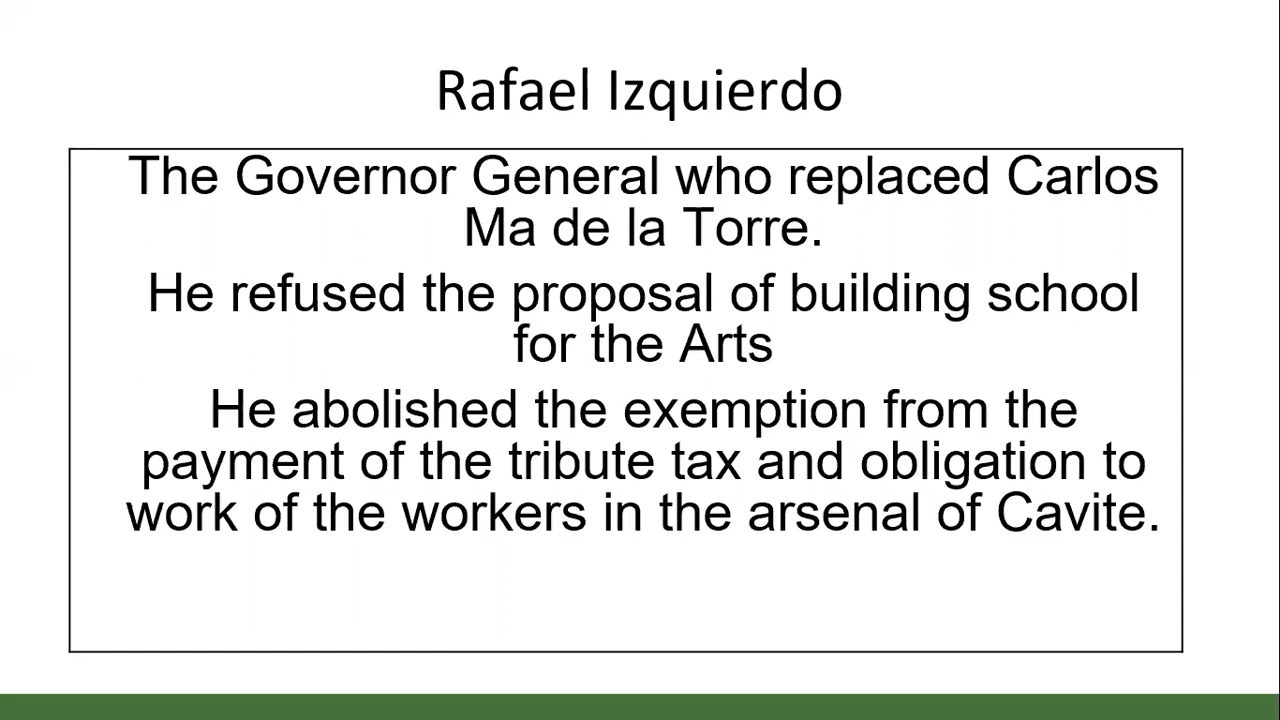 Rafael Izquierdo
The Governor General who replaced Carlos
Ma de la Torre.
He refused the proposal of building school
for the Arts
He abolished the exemption from the
payment of the tribute tax and obligation to
work of the workers in the arsenal of Cavite.